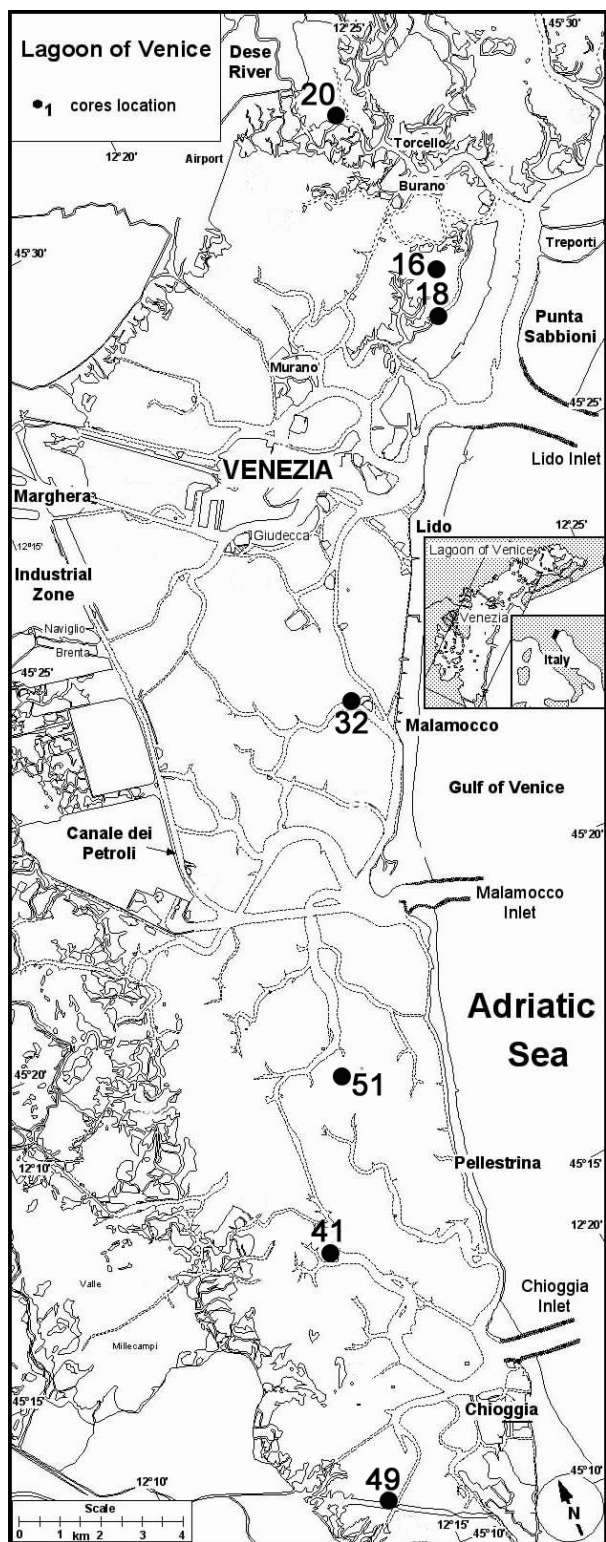 Lagoon of Venice
1 cores location
Dese
River
12°25'
45°30'
20
12°20'
Airport
Torcello
Burano
45°30'
Treporti
16
18
Punta
Sabbioni
Murano
45°25'
VENEZIA
Lido Inlet
Marghera
Lido
12°25'
12°15'
Giudecca
Lagoon of Venice
Industrial
Zone
Venezia
Naviglio
Brenta
Italy
45°25'
32
Malamocco
Gulf of Venice
45°20'
Canale dei
Petroli
Malamocco
Inlet
Adriatic
Sea
45°20'
51
45°15'
12°10'
Pellestrina
12°20'
41
Valle
Chioggia
Inlet
Millecampi
45°15'
Chioggia
45°10'
12°10'
49
Scale
0 1 km 2 3 4
12°15'
45°10'
N